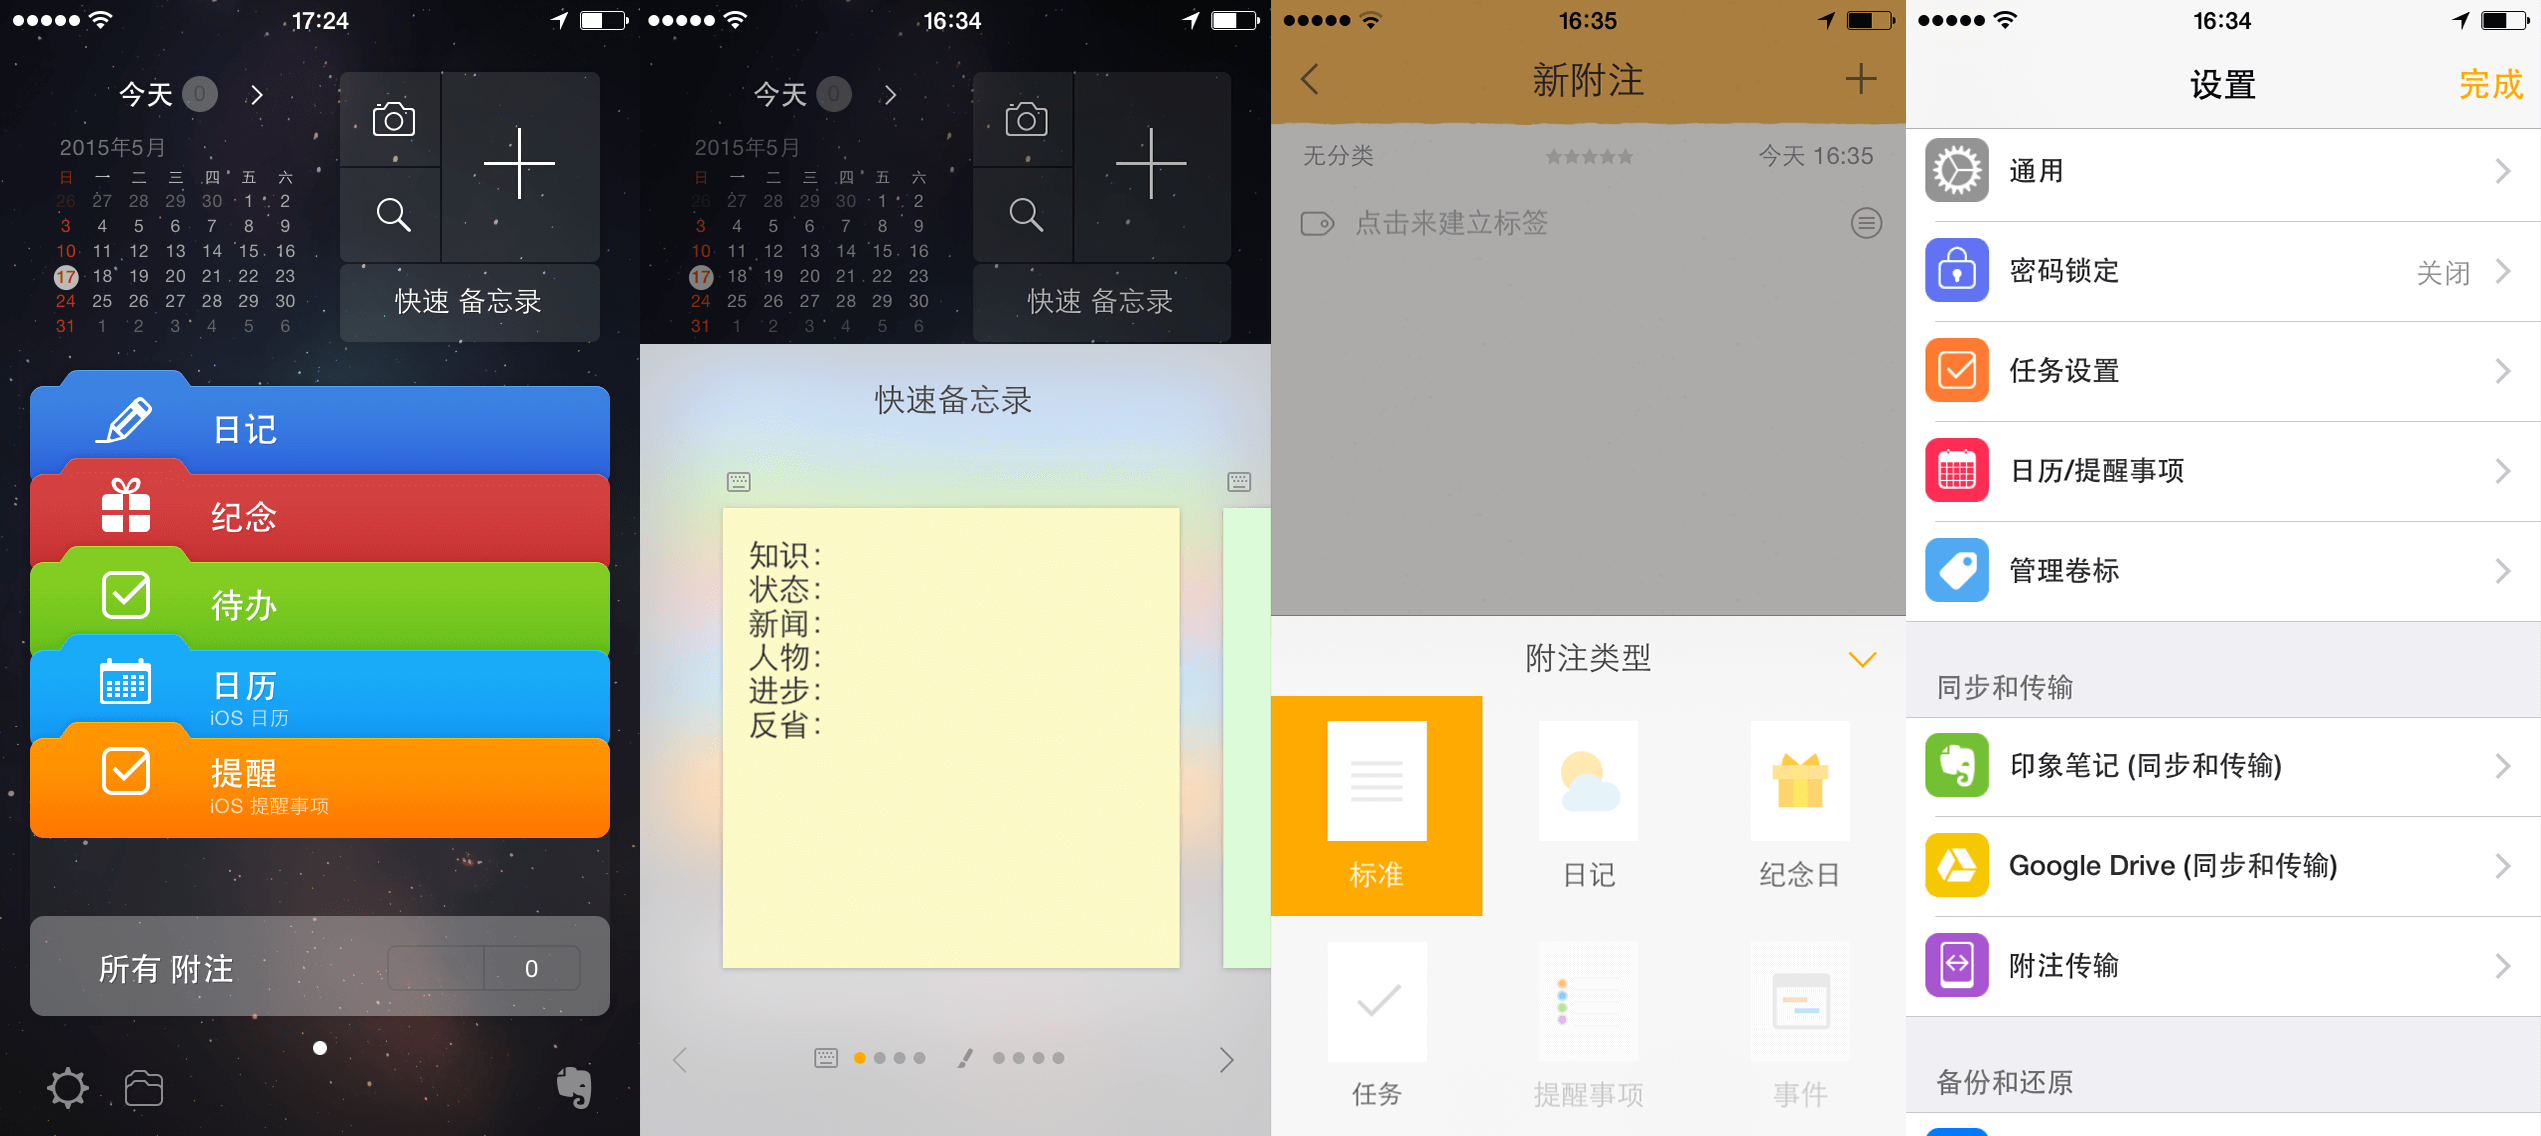 17:24
今天 0
2015年5月
日 一 二 三 四 五 六
26 27 28 29 30 1 2
3 4 5 6 7 8 9
10 11 12 13 14 15 16
17 18 19 20 21 22 23
24 25 26 27 28 29 30
31 1 2 3 4 5 6
快速 备忘录
日记
纪念
待办
日历
iOS 日历
提醒
iOS 提醒事项
所有 附注
0
16:34
今天 0
2015年5月
日 一 二 三 四 五 六
26 27 28 29 30 1 2
3 4 5 6 7 8 9
10 11 12 13 14 15 16
17 18 19 20 21 22 23
24 25 26 27 28 29 30
31 1 2 3 4 5 6
快速 备忘录
快速备忘录
知识：
状态：
新闻：
人物：
进步：
反省：
16:35
新附注
无分类
今天 16:35
点击来建立标签
附注类型
标准
日记
纪念日
任务
提醒事项
事件
16:34
设置
完成
通用
密码锁定
关闭
任务设置
日历/提醒事项
管理卷标
同步和传输
印象笔记 (同步和传输)
Google Drive (同步和传输)
附注传输
备份和还原